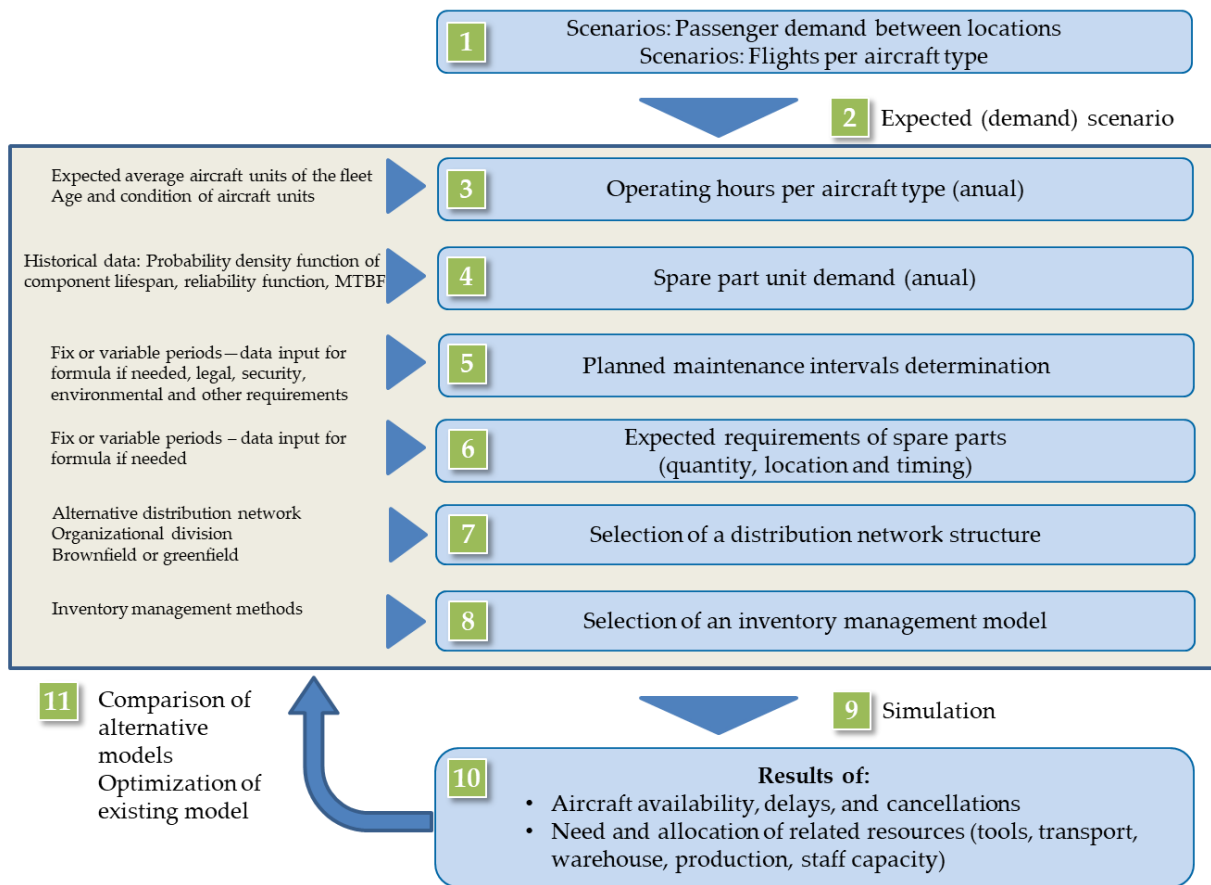 1
Scenarios: Passenger demand between locations
Scenarios: Flights per aircraft type
2
Expected (demand) scenario
Expected average aircraft units of the fleet
Age and condition of aircraft units
3
Operating hours per aircraft type (anual)
Historical data: Probability density function of
component lifespan, reliability function, MTBF
4
Spare part unit demand (anual)
Fix or variable periods—data input for
formula if needed, legal, security,
environmental and other requirements
5
Planned maintenance intervals determination
Fix or variable periods – data input for
formula if needed
6
Expected requirements of spare parts
(quantity, location and timing)
Alternative distribution network
Organizational division
Brownfield or greenfield
7
Selection of a distribution network structure
Inventory management methods
8
Selection of an inventory management model
11
Comparison of
alternative
models
Optimization of
existing model
9
Simulation
10
Results of:
• Aircraft availability, delays, and cancellations
• Need and allocation of related resources (tools, transport,
warehouse, production, staff capacity)